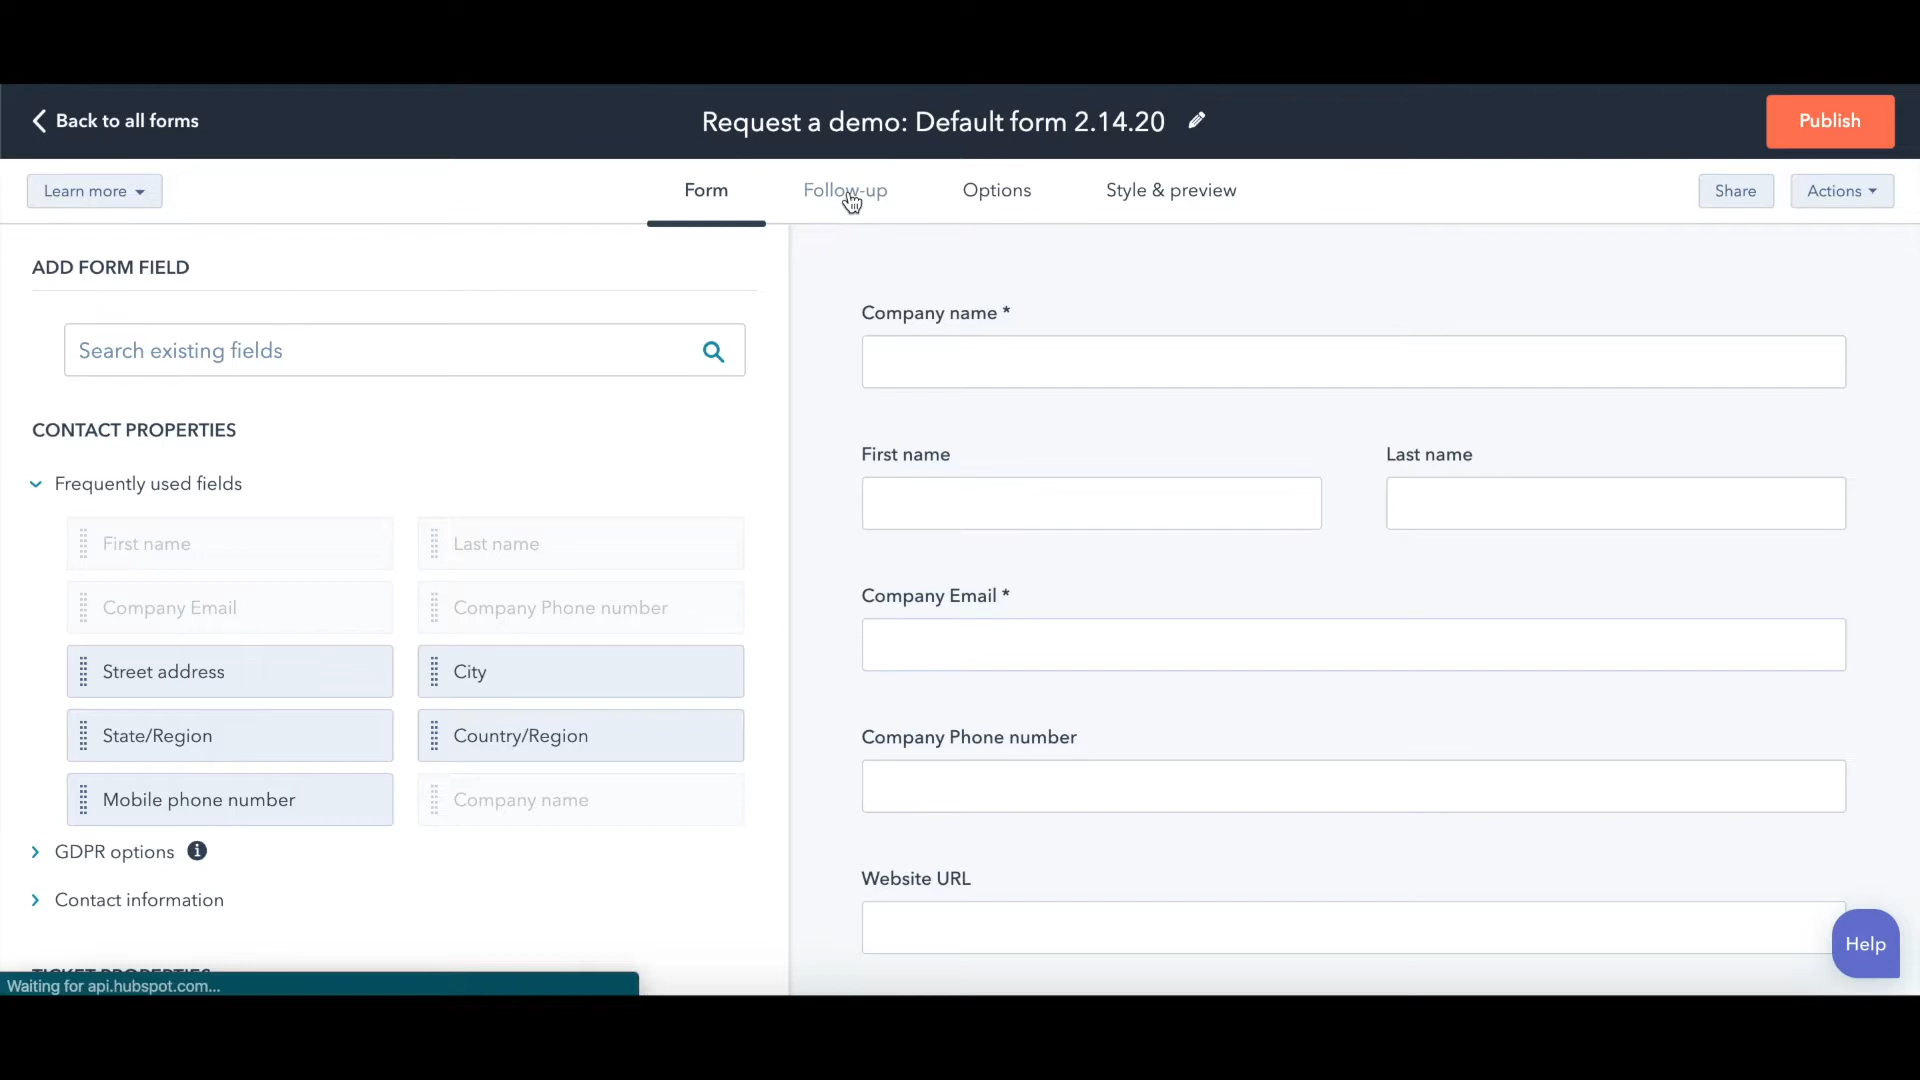 Back to all forms
Request a demo: Default form 2.14.20
Publish
Learn more
Form
Follow-up
Options
Style & preview
Share
Actions
ADD FORM FIELD
Search existing fields
CONTACT PROPERTIES
Frequently used fields
First name
Last name
Company Email
Company Phone number
Street address
City
State/Region
Country/Region
Mobile phone number
Company name
GDPR options
Contact information
TICKET PROPERTIES
Waiting for api.hubspot.com...
Company name *
First name
Last name
Company Email *
Company Phone number
Website URL
Help